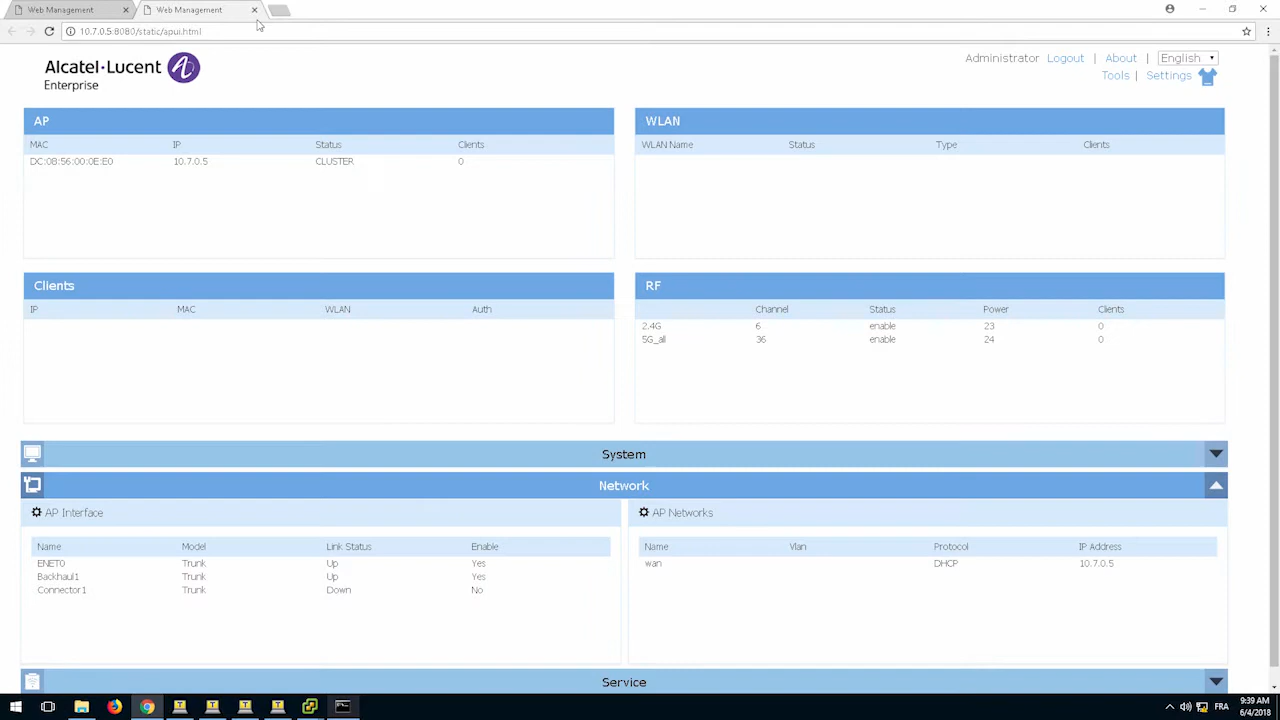 Web Management
Web Management
10.7.0.5:8080/static/apui.html
Alcatel·Lucent
Enterprise
Administrator Logout | About | English
Tools | Settings
AP
MAC IP Status Clients
DC:08:56:00:0E:E0 10.7.0.5 CLUSTER 0
WLAN
WLAN Name Status Type Clients
Clients
IP MAC WLAN Auth
RF
Channel Status Power Clients
2.4G 6 enable 23 0
5G_all 36 enable 24 0
System
Network
AP Interface
Name Model Link Status Enable
ENET0 Trunk Up Yes
Backhaul1 Trunk Up Yes
Connector1 Trunk Down No
AP Networks
Name Vlan Protocol IP Address
wan DHCP 10.7.0.5
Service
FRA
9:39 AM
6/4/2018